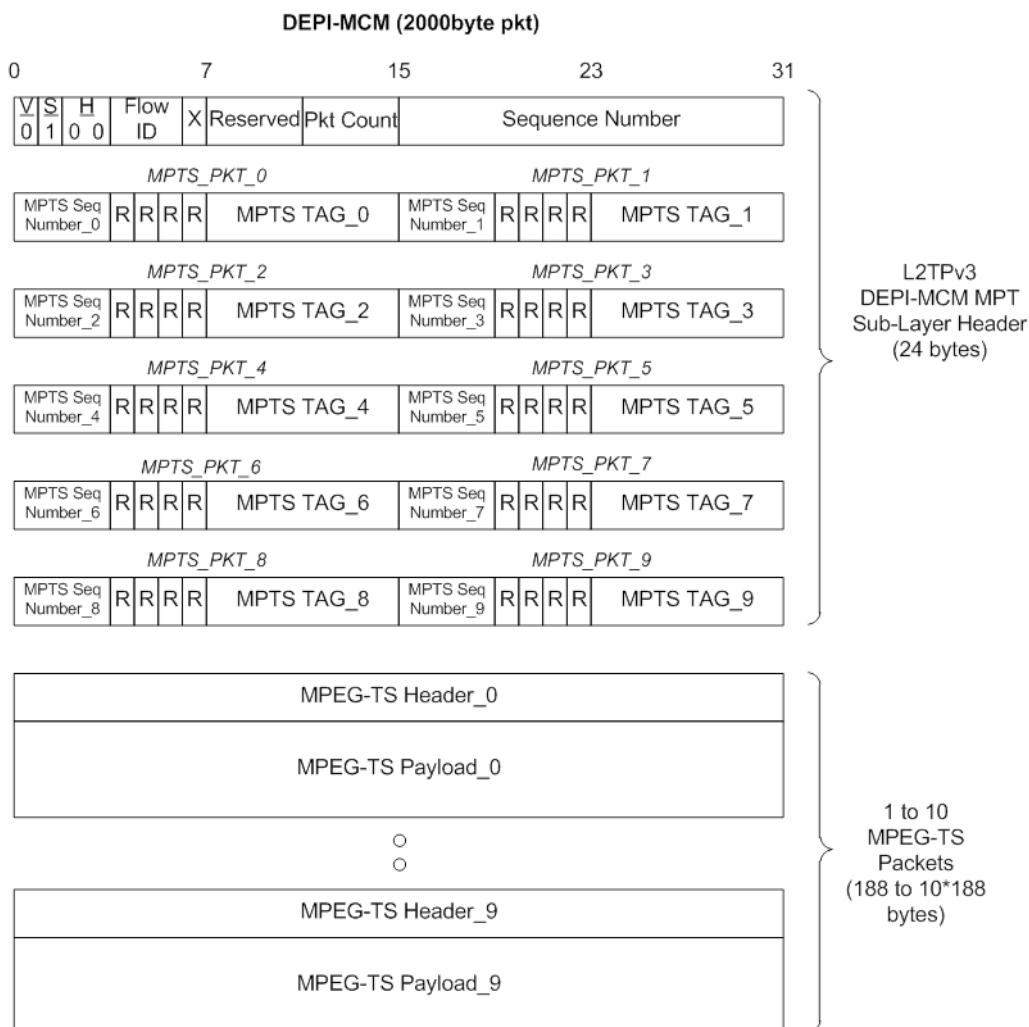 DEPI-MCM (2000byte pkt)
0 7 15 23 31
V S H Flow ID X Reserved Pkt Count Sequence Number
0 1 0 0
MPTS_PKT_0 MPTS_PKT_1
MPTS Seq Number_0 R R R R MPTS TAG_0 MPTS Seq Number_1 R R R R MPTS TAG_1
MPTS_PKT_2 MPTS_PKT_3
MPTS Seq Number_2 R R R R MPTS TAG_2 MPTS Seq Number_3 R R R R MPTS TAG_3
MPTS_PKT_4 MPTS_PKT_5
MPTS Seq Number_4 R R R R MPTS TAG_4 MPTS Seq Number_5 R R R R MPTS TAG_5
MPTS_PKT_6 MPTS_PKT_7
MPTS Seq Number_6 R R R R MPTS TAG_6 MPTS Seq Number_7 R R R R MPTS TAG_7
MPTS_PKT_8 MPTS_PKT_9
MPTS Seq Number_8 R R R R MPTS TAG_8 MPTS Seq Number_9 R R R R MPTS TAG_9
L2TPv3
DEPI-MCM MPT
Sub-Layer Header
(24 bytes)
MPEG-TS Header_0
MPEG-TS Payload_0
MPEG-TS Header_9
MPEG-TS Payload_9
1 to 10
MPEG-TS
Packets
(188 to 10*188
bytes)